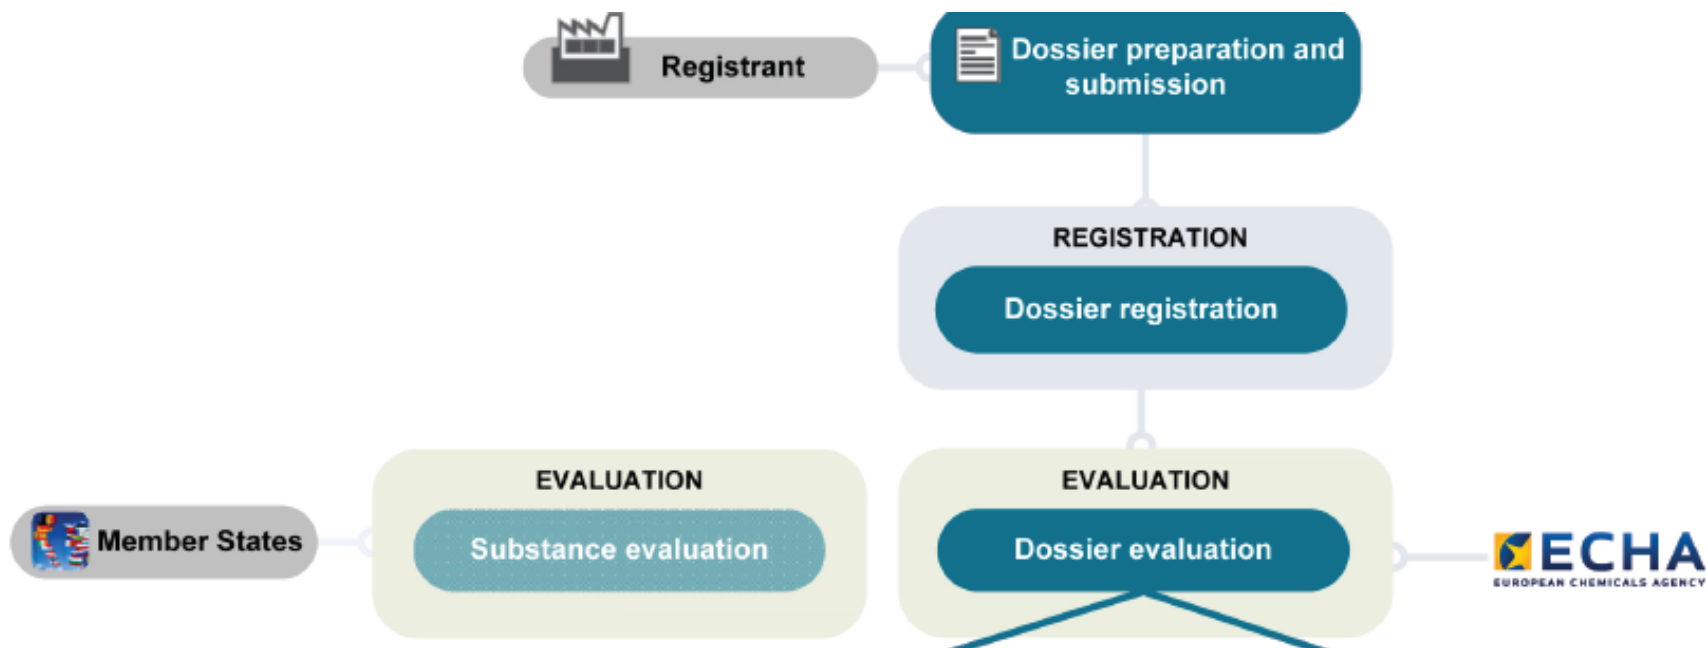 Registrant
Dossier preparation and
submission
REGISTRATION
Dossier registration
EVALUATION
EVALUATION
Member States
Substance evaluation
Dossier evaluation
ECHA
EUROPEAN CHEMICALS AGENCY